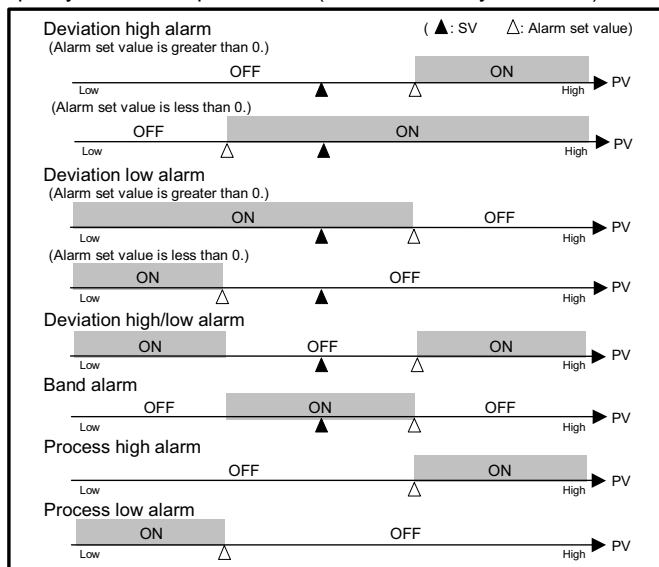 Deviation high alarm ( ▲: SV △: Alarm set value)
(Alarm set value is greater than 0.)
OFF ON
Low High PV
(Alarm set value is less than 0.)
OFF ON
Low High PV
Deviation low alarm
(Alarm set value is greater than 0.)
ON OFF
Low High PV
(Alarm set value is less than 0.)
ON OFF
Low High PV
Deviation high/low alarm
ON OFF ON
Low High PV
Band alarm
OFF ON OFF
Low High PV
Process high alarm
OFF ON
Low High PV
Process low alarm
ON OFF
Low High PV